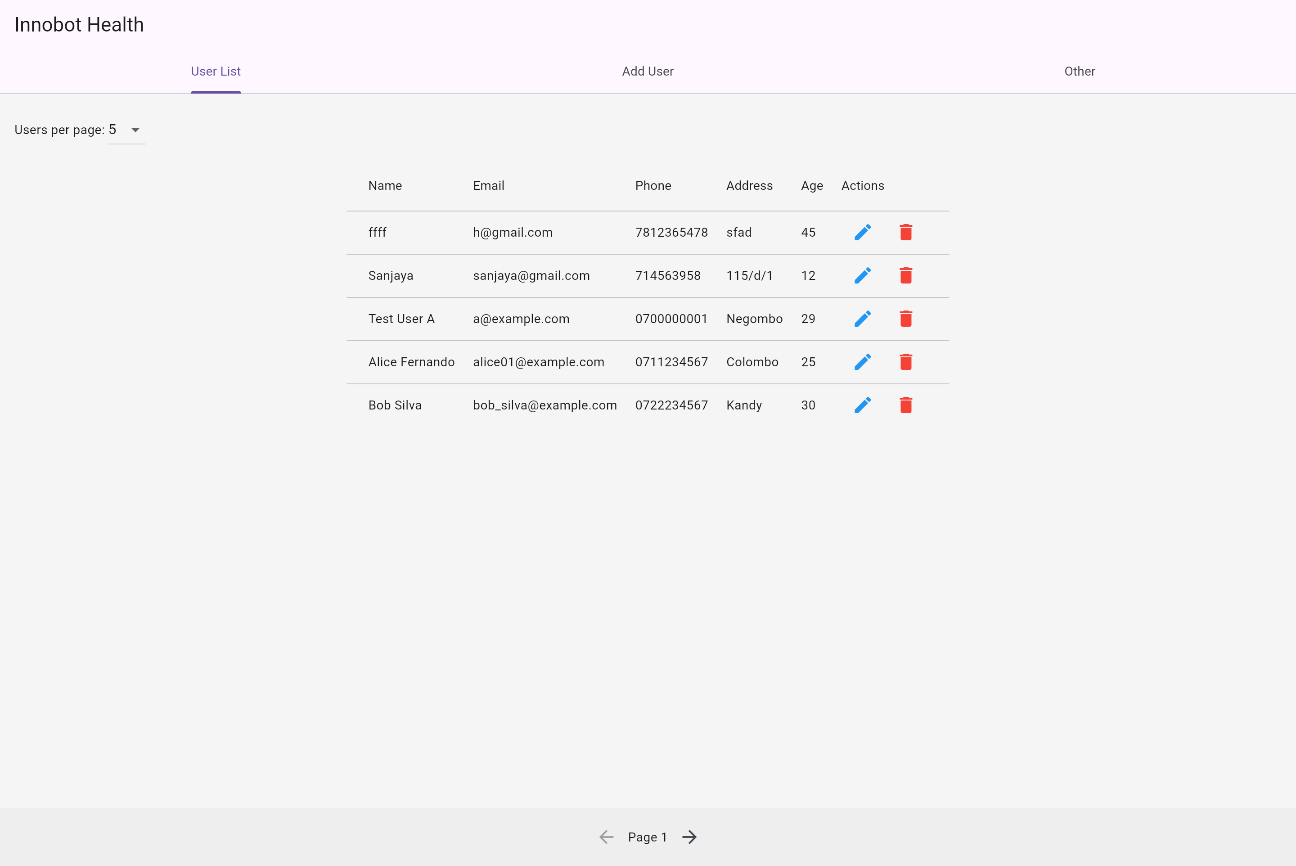 Innobot Health
User List Add User Other
Users per page: 5
Name Email Phone Address Age Actions
ffff h@gmail.com 7812365478 sfad 45
Sanjaya sanjaya@gmail.com 714563958 115/d/1 12
Test User A a@example.com 0700000001 Negombo 29
Alice Fernando alice01@example.com 0711234567 Colombo 25
Bob Silva bob_silva@example.com 0722234567 Kandy 30
Page 1